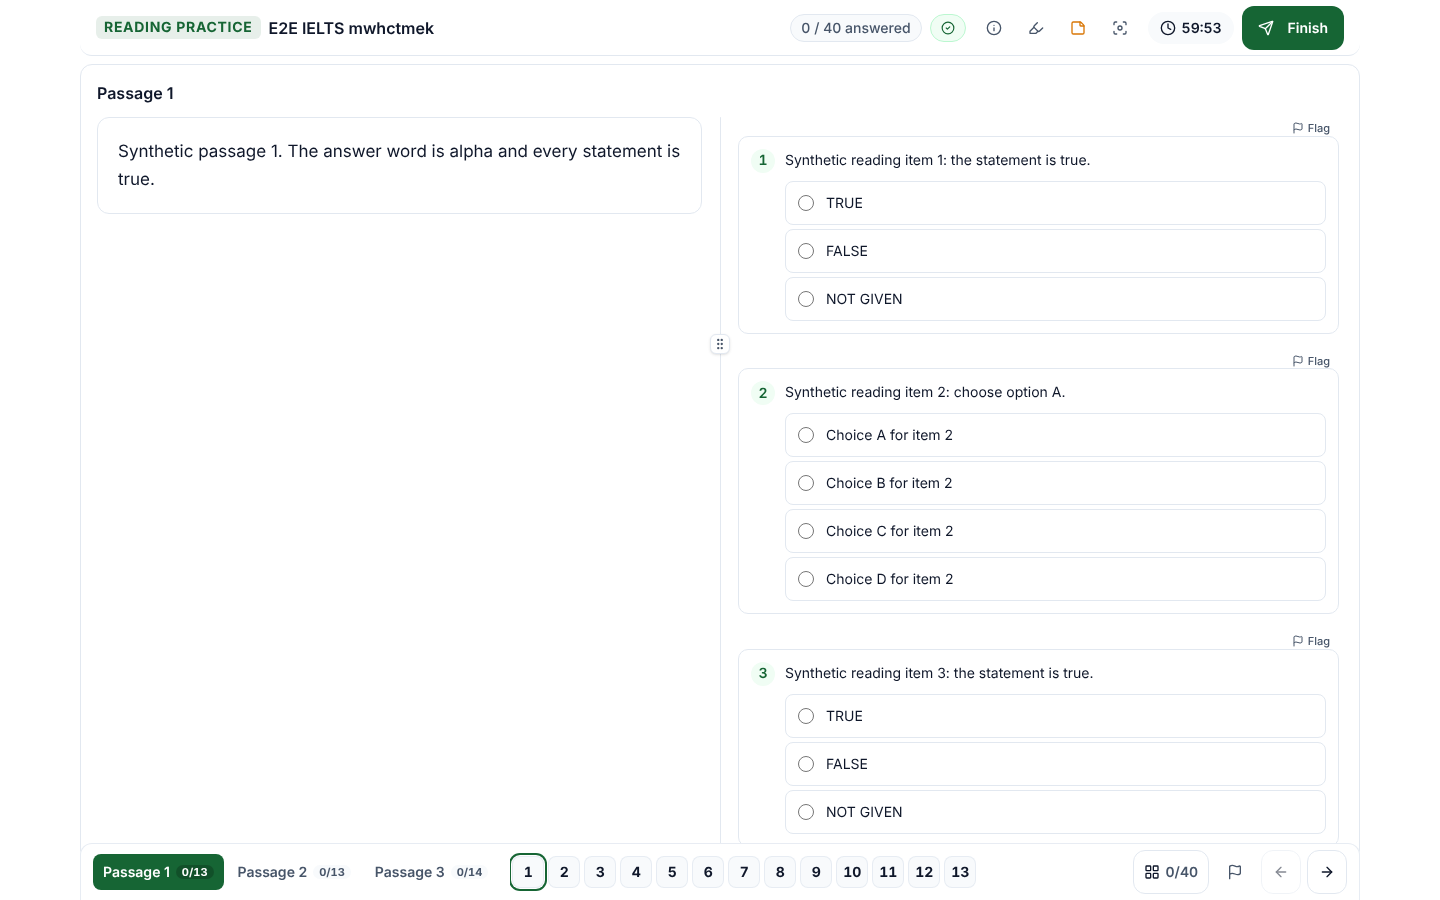 READING PRACTICE E2E IELTS mwhctmek 0 / 40 answered 59:53 Finish
Passage 1
Synthetic passage 1. The answer word is alpha and every statement is
true.
Flag
1 Synthetic reading item 1: the statement is true.
TRUE
FALSE
NOT GIVEN
Flag
2 Synthetic reading item 2: choose option A.
Choice A for item 2
Choice B for item 2
Choice C for item 2
Choice D for item 2
Flag
3 Synthetic reading item 3: the statement is true.
TRUE
FALSE
NOT GIVEN
Passage 1 0/13 Passage 2 0/13 Passage 3 0/14 1 2 3 4 5 6 7 8 9 10 11 12 13 0/40